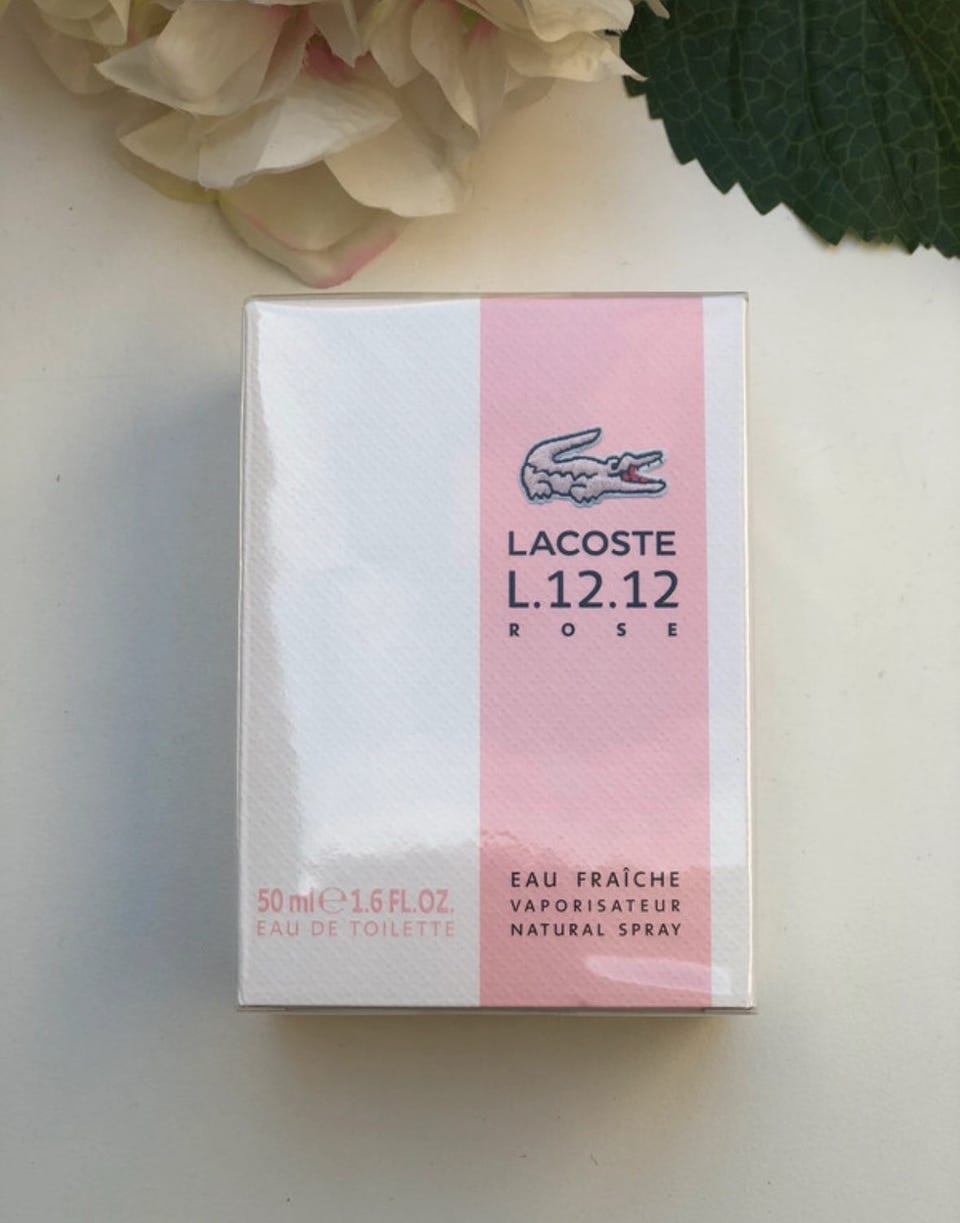 LACOSTE
L.12.12
ROSE
50 ml ℮ 1.6 FL.OZ.
EAU DE TOILETTE
EAU FRAÎCHE
VAPORISATEUR
NATURAL SPRAY